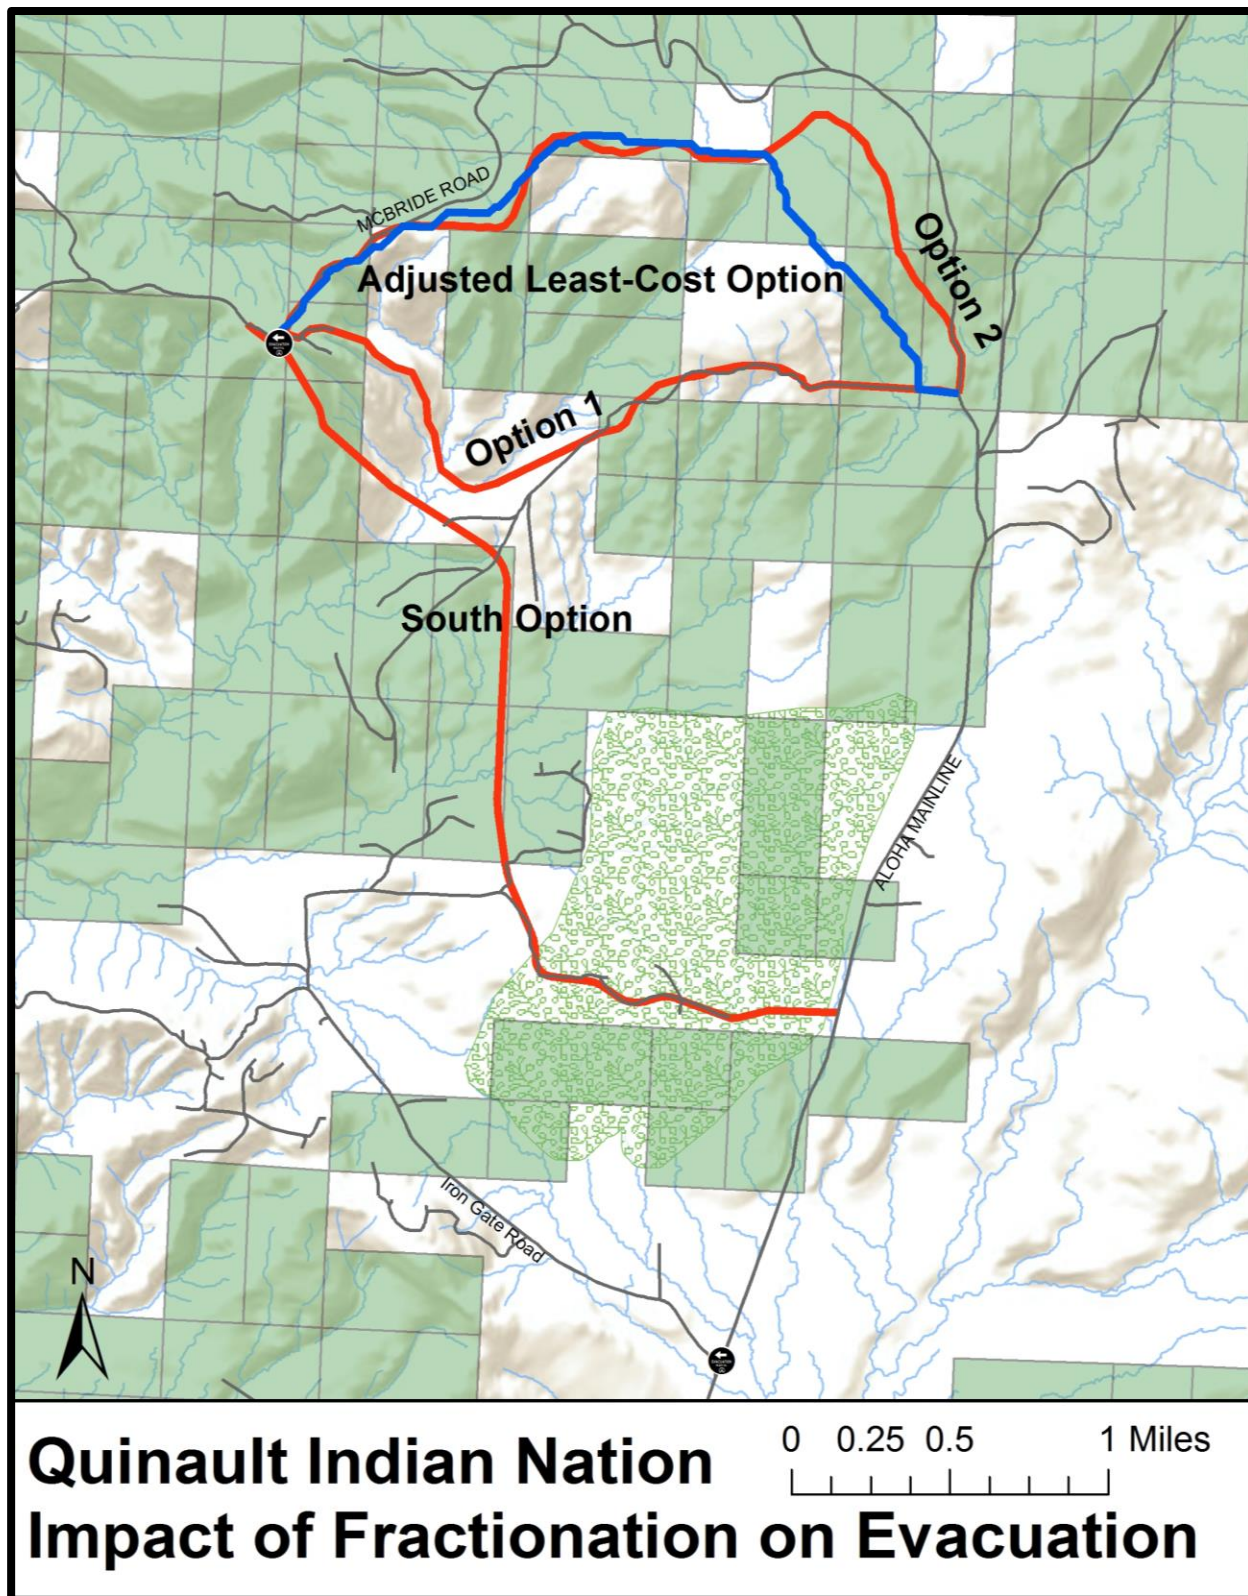 MCBRIDE ROAD
Adjusted Least-Cost Option
Option 2
Option 1
South Option
ALOHA MAINLINE
Iron Gate Road
N
Quinault Indian Nation
Impact of Fractionation on Evacuation
0 0.25 0.5 1 Miles